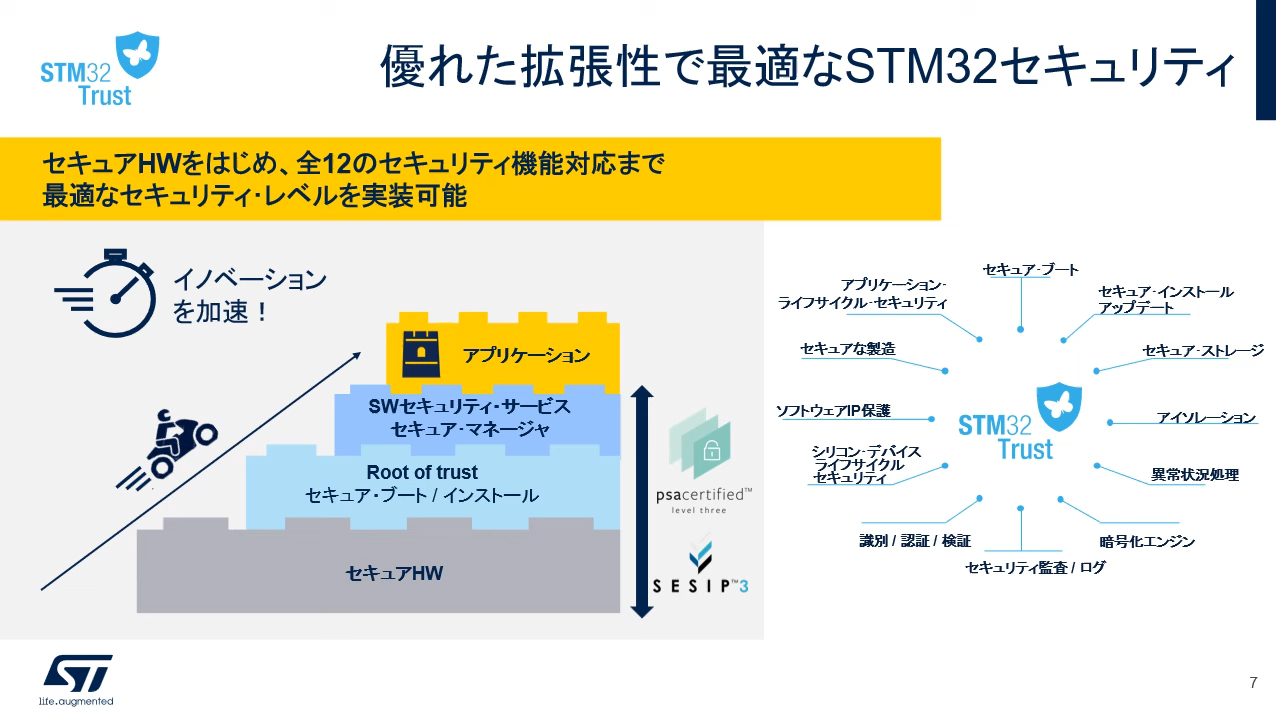 STM32
Trust
優れた拡張性で最適なSTM32セキュリティ
セキュアHWをはじめ、全12のセキュリティ機能対応まで
最適なセキュリティ・レベルを実装可能
イノベーション
を加速！
アプリケーション
SWセキュリティ・サービス
セキュア・マネージャ
Root of trust
セキュア・ブート / インストール
セキュアHW
psacertified™
level three
SESIP™3
セキュア・ブート
アプリケーション・
ライフサイクル・セキュリティ
セキュア・インストール
アップデート
セキュアな製造
セキュア・ストレージ
ソフトウェアIP保護
STM32
Trust
アイソレーション
シリコン・デバイス
ライフサイクル
セキュリティ
異常状況処理
識別 / 認証 / 検証
暗号化エンジン
セキュリティ監査 / ログ
ST
life.augmented
7